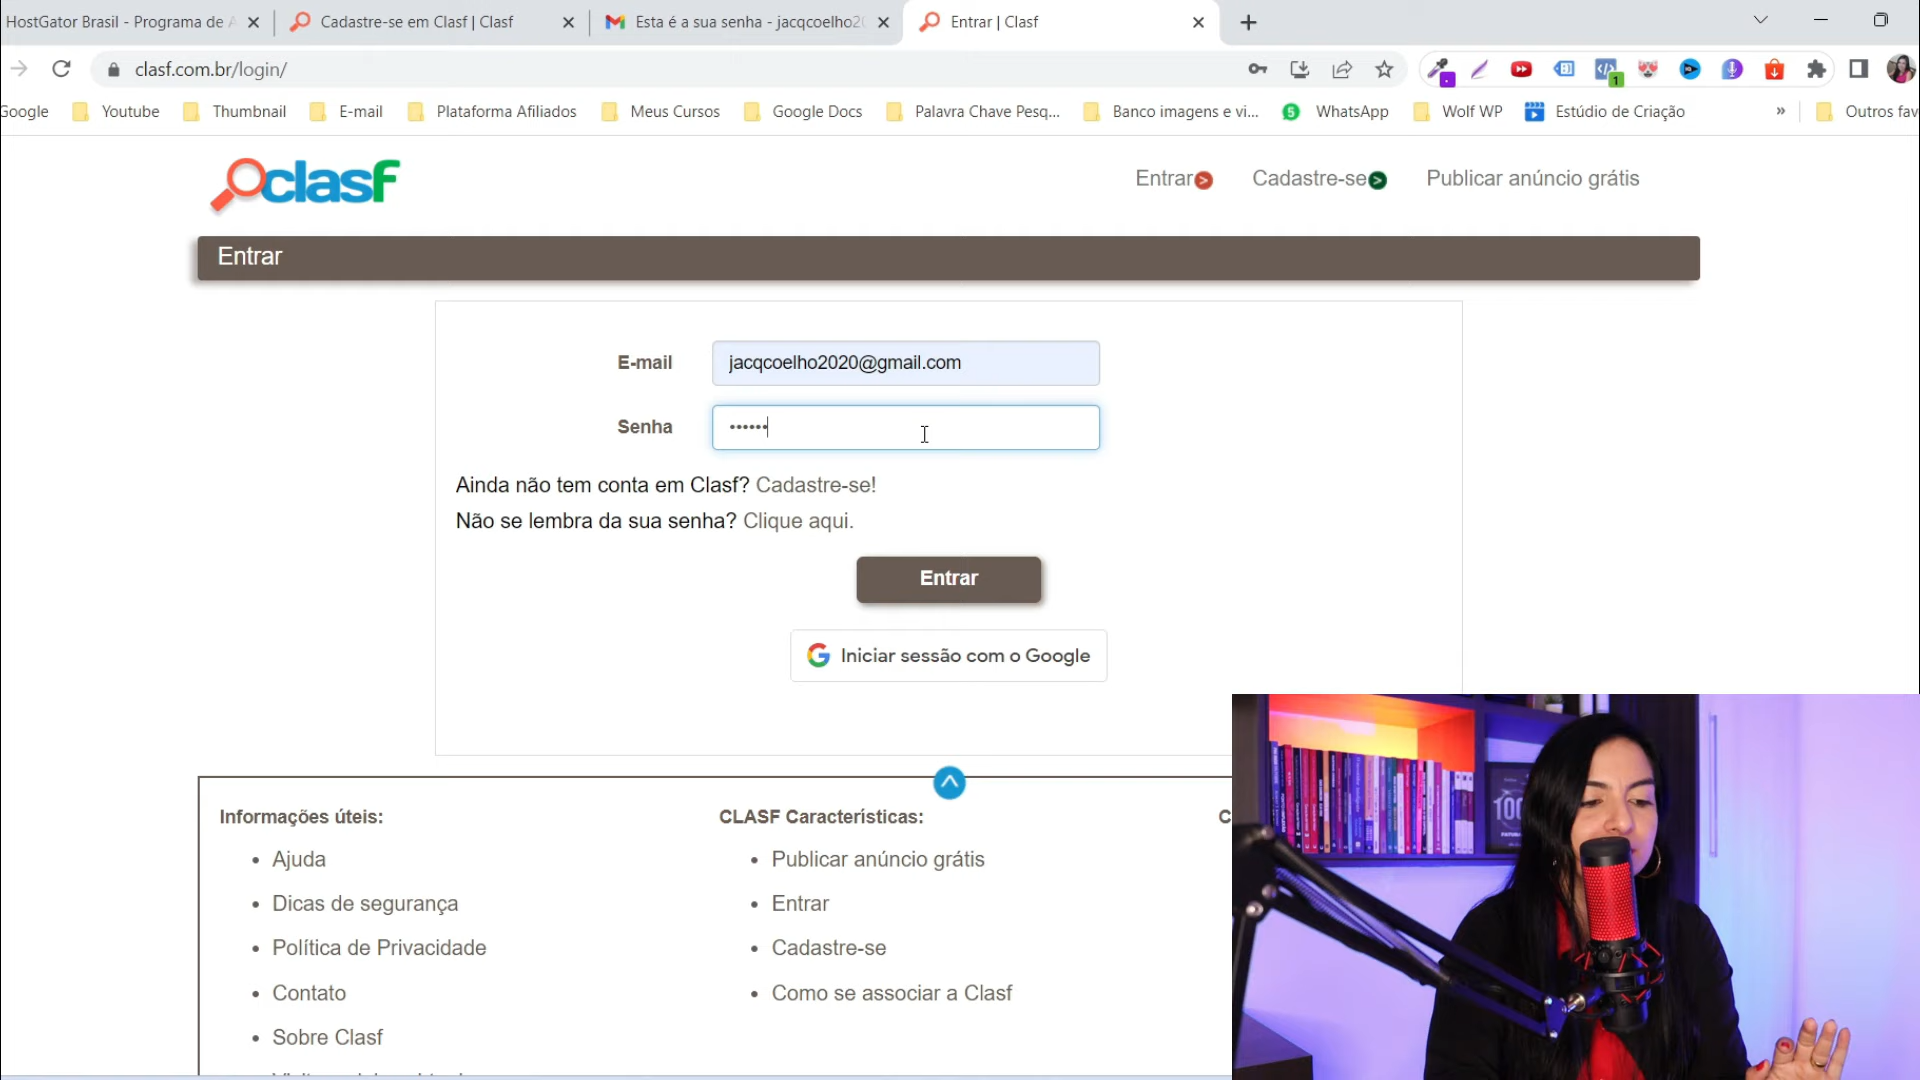 HostGator Brasil - Programa de A
Cadastre-se em Clasf | Clasf
Esta é a sua senha - jacqcoelho20
Entrar | Clasf
clasf.com.br/login/
Google
Youtube
Thumbnail
E-mail
Plataforma Afiliados
Meus Cursos
Google Docs
Palavra Chave Pesq...
Banco imagens e vi...
WhatsApp
Wolf WP
Estúdio de Criação
»
Outros fav
clasf
Entrar
Cadastre-se
Publicar anúncio grátis
Entrar
E-mail
jacqcoelho2020@gmail.com
Senha
••••••
Ainda não tem conta em Clasf? Cadastre-se!
Não se lembra da sua senha? Clique aqui.
Entrar
Iniciar sessão com o Google
Informações úteis:
• Ajuda
• Dicas de segurança
• Política de Privacidade
• Contato
• Sobre Clasf
CLASF Características:
• Publicar anúncio grátis
• Entrar
• Cadastre-se
• Como se associar a Clasf
C
100